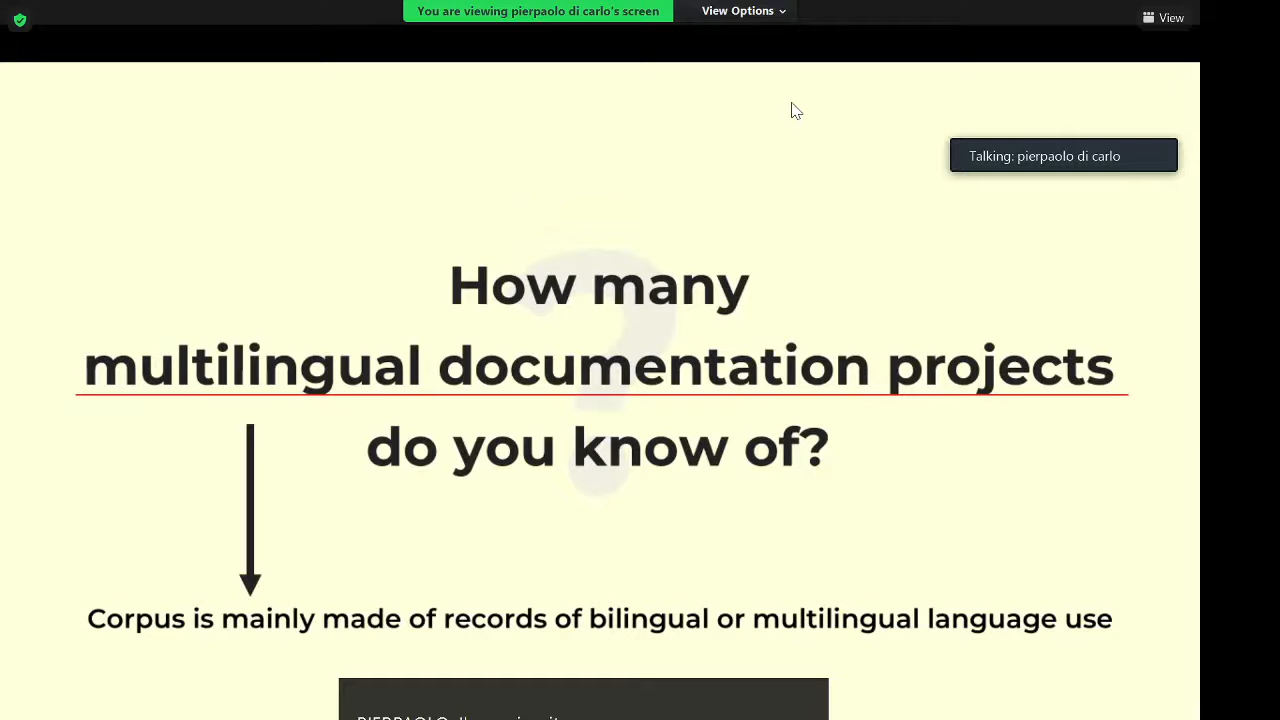 You are viewing pierpaolo di carlo's screen
View Options
View
Talking: pierpaolo di carlo
?
How many
multilingual documentation projects
do you know of?
Corpus is mainly made of records of bilingual or multilingual language use